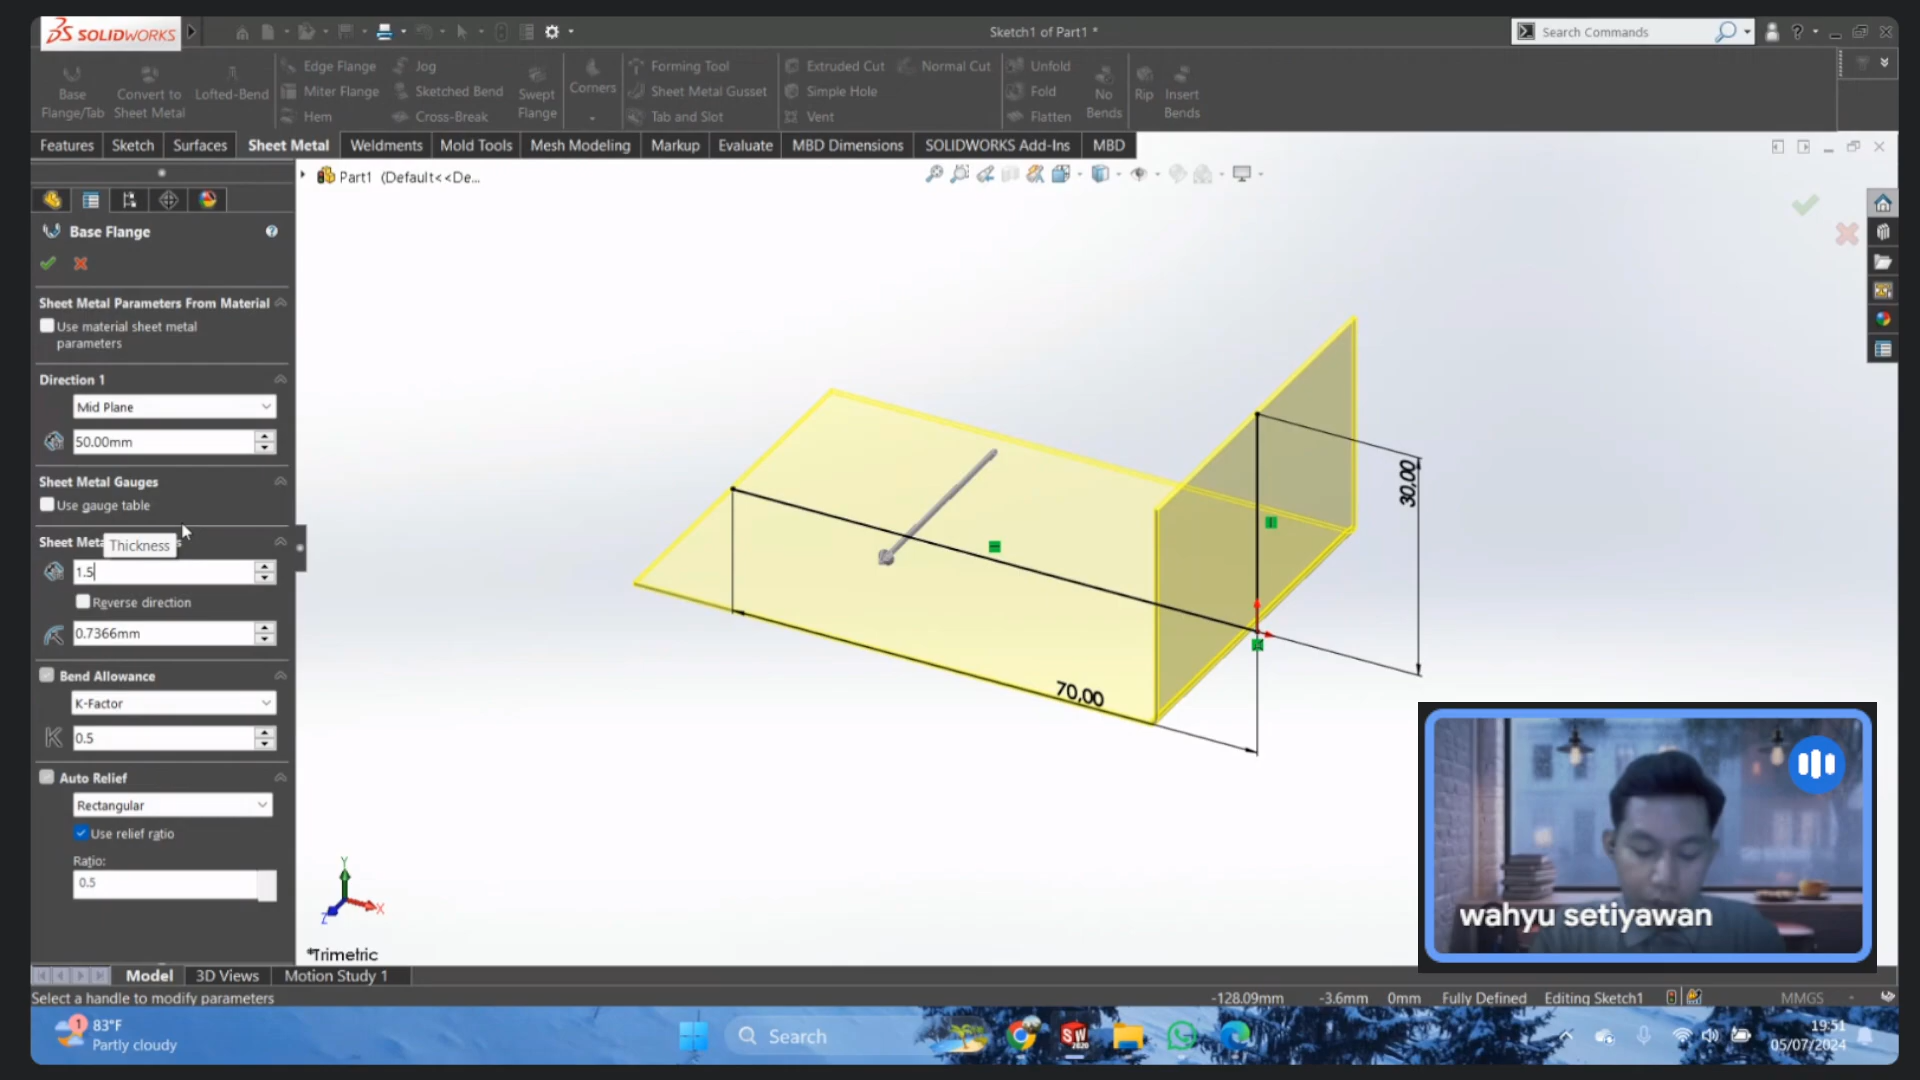 SOLIDWORKS
Sketch1 of Part1 *
Search Commands
Base Flange/Tab
Convert to Sheet Metal
Lofted-Bend
Edge Flange
Miter Flange
Hem
Jog
Sketched Bend
Cross-Break
Swept Flange
Corners
Forming Tool
Sheet Metal Gusset
Tab and Slot
Extruded Cut
Simple Hole
Vent
Normal Cut
Unfold
Fold
Flatten
No Bends
Rip
Insert Bends
Features
Sketch
Surfaces
Sheet Metal
Weldments
Mold Tools
Mesh Modeling
Markup
Evaluate
MBD Dimensions
SOLIDWORKS Add-Ins
MBD
Part1 (Default<<De...
Base Flange
Sheet Metal Parameters From Material
Use material sheet metal
parameters
Direction 1
Mid Plane
50.00mm
Sheet Metal Gauges
Use gauge table
Sheet Met
Thickness
s
1.5
Reverse direction
0.7366mm
Bend Allowance
K-Factor
K
0.5
Auto Relief
Rectangular
Use relief ratio
Ratio:
0.5
30,00
70,00
Y
X
Z
*Trimetric
wahyu setiyawan
Model
3D Views
Motion Study 1
Select a handle to modify parameters
-128.09mm
-3.6mm
0mm
Fully Defined
Editing Sketch1
MMGS
1
83°F
Partly cloudy
Search
SW
2020
19:51
05/07/2024